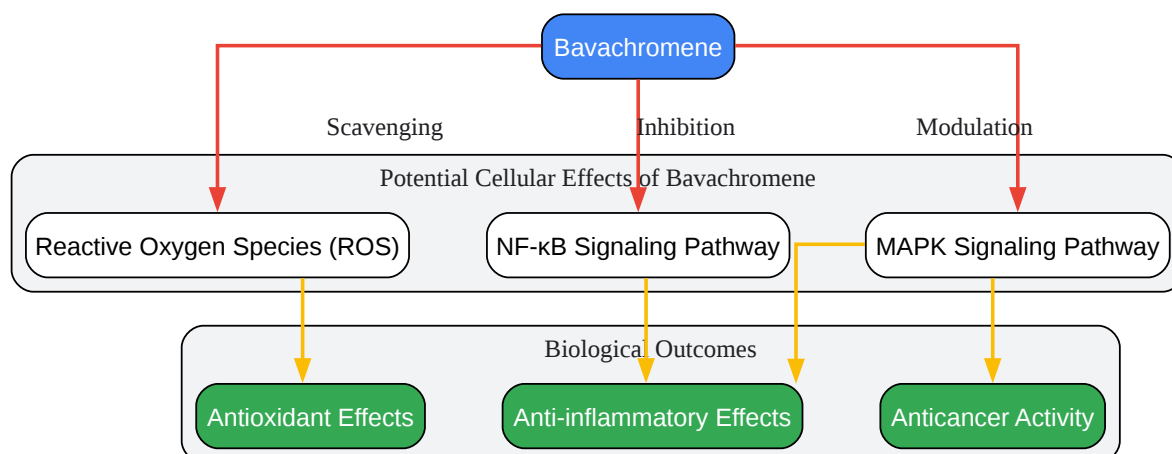 Bavachromene
Scavenging
Inhibition
Modulation
Potential Cellular Effects of Bavachromene
Reactive Oxygen Species (ROS)
NF-κB Signaling Pathway
MAPK Signaling Pathway
Biological Outcomes
Antioxidant Effects
Anti-inflammatory Effects
Anticancer Activity